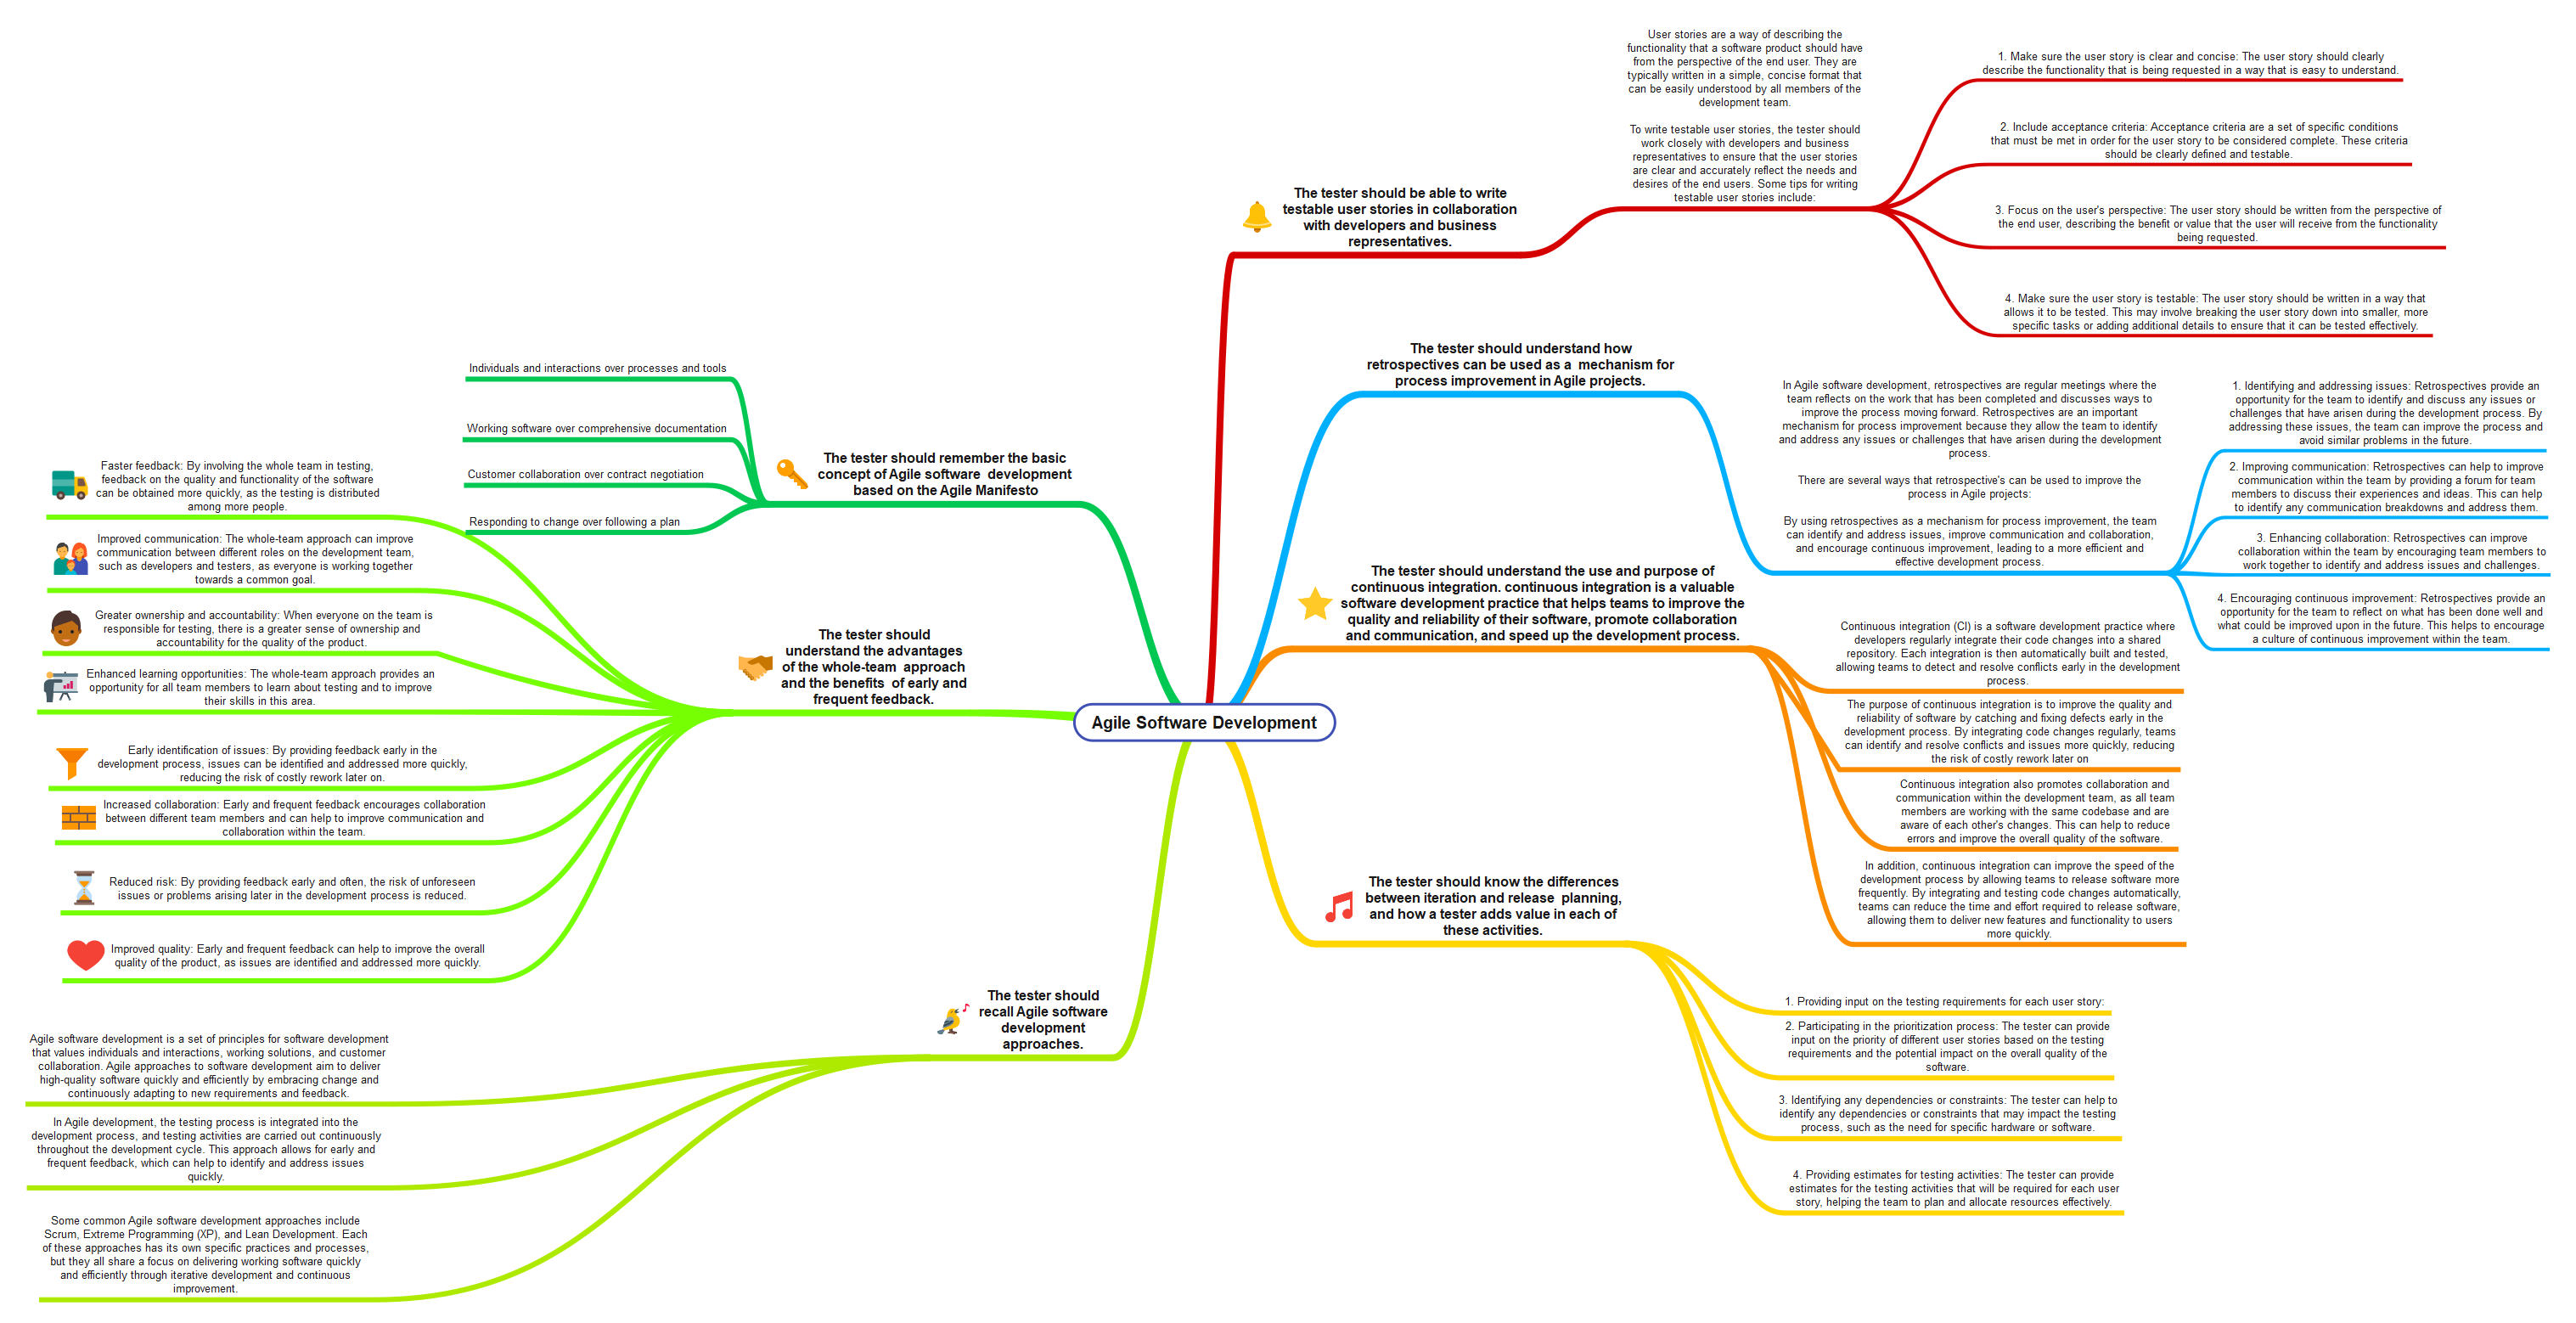 Agile Software Development
The tester should be able to write
testable user stories in collaboration
with developers and business
representatives.
User stories are a way of describing the
functionality that a software product should have
from the perspective of the end user. They are
typically written in a simple, concise format that
can be easily understood by all members of the
development team.
To write testable user stories, the tester should
work closely with developers and business
representatives to ensure that the user stories
are clear and accurately reflect the needs and
desires of the end users. Some tips for writing
testable user stories include:
1. Make sure the user story is clear and concise: The user story should clearly
describe the functionality that is being requested in a way that is easy to understand.
2. Include acceptance criteria: Acceptance criteria are a set of specific conditions
that must be met in order for the user story to be considered complete. These criteria
should be clearly defined and testable.
3. Focus on the user's perspective: The user story should be written from the perspective of
the end user, describing the benefit or value that the user will receive from the functionality
being requested.
4. Make sure the user story is testable: The user story should be written in a way that
allows it to be tested. This may involve breaking the user story down into smaller, more
specific tasks or adding additional details to ensure that it can be tested effectively.
The tester should understand how
retrospectives can be used as a  mechanism for
process improvement in Agile projects.
In Agile software development, retrospectives are regular meetings where the
team reflects on the work that has been completed and discusses ways to
improve the process moving forward. Retrospectives are an important
mechanism for process improvement because they allow the team to identify
and address any issues or challenges that have arisen during the development
process.
There are several ways that retrospective's can be used to improve the
process in Agile projects:
By using retrospectives as a mechanism for process improvement, the team
can identify and address issues, improve communication and collaboration,
and encourage continuous improvement, leading to a more efficient and
effective development process.
1. Identifying and addressing issues: Retrospectives provide an
opportunity for the team to identify and discuss any issues or
challenges that have arisen during the development process. By
addressing these issues, the team can improve the process and
avoid similar problems in the future.
2. Improving communication: Retrospectives can help to improve
communication within the team by providing a forum for team
members to discuss their experiences and ideas. This can help
to identify any communication breakdowns and address them.
3. Enhancing collaboration: Retrospectives can improve
collaboration within the team by encouraging team members to
work together to identify and address issues and challenges.
4. Encouraging continuous improvement: Retrospectives provide an
opportunity for the team to reflect on what has been done well and
what could be improved upon in the future. This helps to encourage
a culture of continuous improvement within the team.
The tester should understand the use and purpose of
continuous integration. continuous integration is a valuable
software development practice that helps teams to improve the
quality and reliability of their software, promote collaboration
and communication, and speed up the development process.
Continuous integration (CI) is a software development practice where
developers regularly integrate their code changes into a shared
repository. Each integration is then automatically built and tested,
allowing teams to detect and resolve conflicts early in the development
process.
The purpose of continuous integration is to improve the quality and
reliability of software by catching and fixing defects early in the
development process. By integrating code changes regularly, teams
can identify and resolve conflicts and issues more quickly, reducing
the risk of costly rework later on
Continuous integration also promotes collaboration and
communication within the development team, as all team
members are working with the same codebase and are
aware of each other's changes. This can help to reduce
errors and improve the overall quality of the software.
In addition, continuous integration can improve the speed of the
development process by allowing teams to release software more
frequently. By integrating and testing code changes automatically,
teams can reduce the time and effort required to release software,
allowing them to deliver new features and functionality to users
more quickly.
The tester should know the differences
between iteration and release  planning,
and how a tester adds value in each of
these activities.
1. Providing input on the testing requirements for each user story:
2. Participating in the prioritization process: The tester can provide
input on the priority of different user stories based on the testing
requirements and the potential impact on the overall quality of the
software.
3. Identifying any dependencies or constraints: The tester can help to
identify any dependencies or constraints that may impact the testing
process, such as the need for specific hardware or software.
4. Providing estimates for testing activities: The tester can provide
estimates for the testing activities that will be required for each user
story, helping the team to plan and allocate resources effectively.
The tester should remember the basic
concept of Agile software  development
based on the Agile Manifesto
Individuals and interactions over processes and tools
Working software over comprehensive documentation
Customer collaboration over contract negotiation
Responding to change over following a plan
The tester should
understand the advantages
of the whole-team  approach
and the benefits  of early and
frequent feedback.
Faster feedback: By involving the whole team in testing,
feedback on the quality and functionality of the software
can be obtained more quickly, as the testing is distributed
among more people.
Improved communication: The whole-team approach can improve
communication between different roles on the development team,
such as developers and testers, as everyone is working together
towards a common goal.
Greater ownership and accountability: When everyone on the team is
responsible for testing, there is a greater sense of ownership and
accountability for the quality of the product.
Enhanced learning opportunities: The whole-team approach provides an
opportunity for all team members to learn about testing and to improve
their skills in this area.
Early identification of issues: By providing feedback early in the
development process, issues can be identified and addressed more quickly,
reducing the risk of costly rework later on.
Increased collaboration: Early and frequent feedback encourages collaboration
between different team members and can help to improve communication and
collaboration within the team.
Reduced risk: By providing feedback early and often, the risk of unforeseen
issues or problems arising later in the development process is reduced.
Improved quality: Early and frequent feedback can help to improve the overall
quality of the product, as issues are identified and addressed more quickly.
The tester should
recall Agile software
development
approaches.
Agile software development is a set of principles for software development
that values individuals and interactions, working solutions, and customer
collaboration. Agile approaches to software development aim to deliver
high-quality software quickly and efficiently by embracing change and
continuously adapting to new requirements and feedback.
In Agile development, the testing process is integrated into the
development process, and testing activities are carried out continuously
throughout the development cycle. This approach allows for early and
frequent feedback, which can help to identify and address issues
quickly.
Some common Agile software development approaches include
Scrum, Extreme Programming (XP), and Lean Development. Each
of these approaches has its own specific practices and processes,
but they all share a focus on delivering working software quickly
and efficiently through iterative development and continuous
improvement.